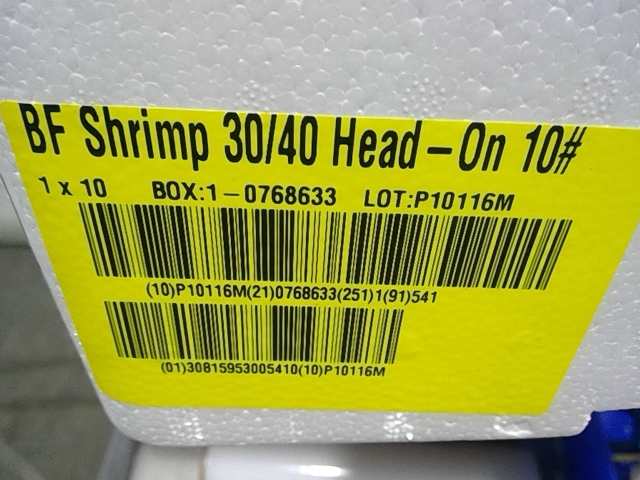 BF Shrimp 30/40 Head-On 10#
1 x 10 BOX:1-0768633 LOT:P10116M
(10)P10116M(21)0768633(251)1(91)541
(01)30815953005410(10)P10116M